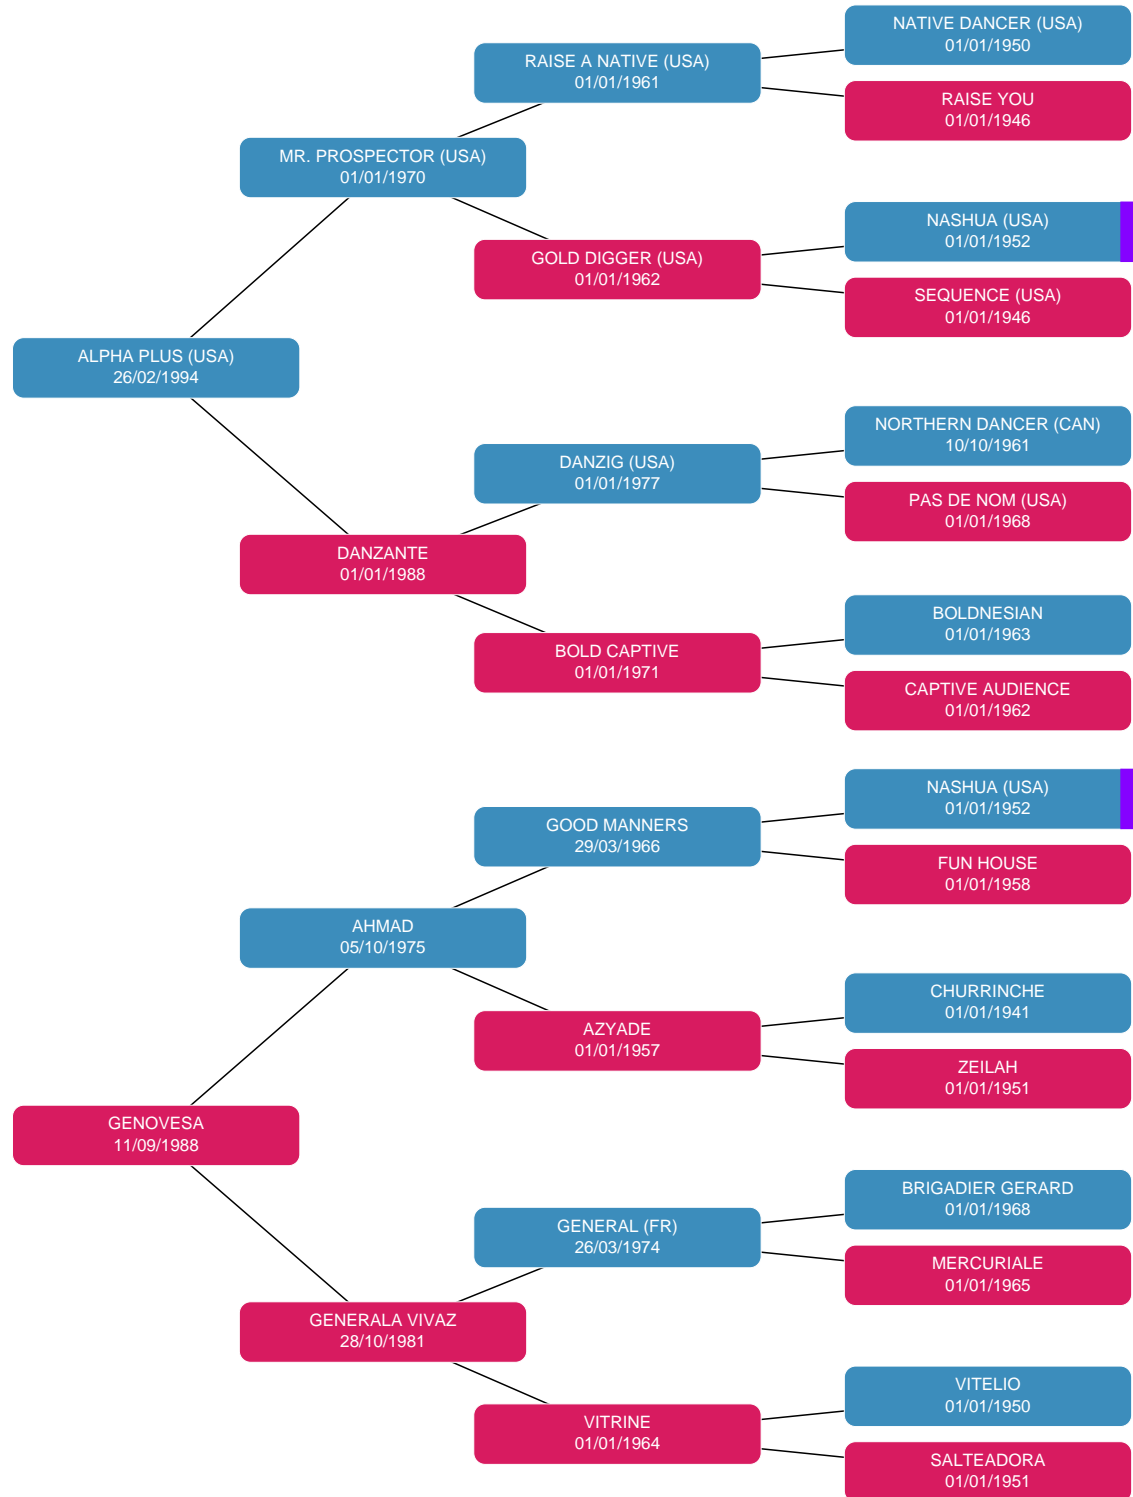 NATIVE DANCER (USA)
01/01/1950
RAISE A NATIVE (USA)
01/01/1961
RAISE YOU
01/01/1946
MR. PROSPECTOR (USA)
01/01/1970
NASHUA (USA)
01/01/1952
GOLD DIGGER (USA)
01/01/1962
SEQUENCE (USA)
01/01/1946
ALPHA PLUS (USA)
26/02/1994
NORTHERN DANCER (CAN)
10/10/1961
DANZIG (USA)
01/01/1977
PAS DE NOM (USA)
01/01/1968
DANZANTE
01/01/1988
BOLDNESIAN
01/01/1963
BOLD CAPTIVE
01/01/1971
CAPTIVE AUDIENCE
01/01/1962
NASHUA (USA)
01/01/1952
GOOD MANNERS
29/03/1966
FUN HOUSE
01/01/1958
AHMAD
05/10/1975
CHURRINCHE
01/01/1941
AZYADE
01/01/1957
ZEILAH
01/01/1951
GENOVESA
11/09/1988
BRIGADIER GERARD
01/01/1968
GENERAL (FR)
26/03/1974
MERCURIALE
01/01/1965
GENERALA VIVAZ
28/10/1981
VITELIO
01/01/1950
VITRINE
01/01/1964
SALTEADORA
01/01/1951